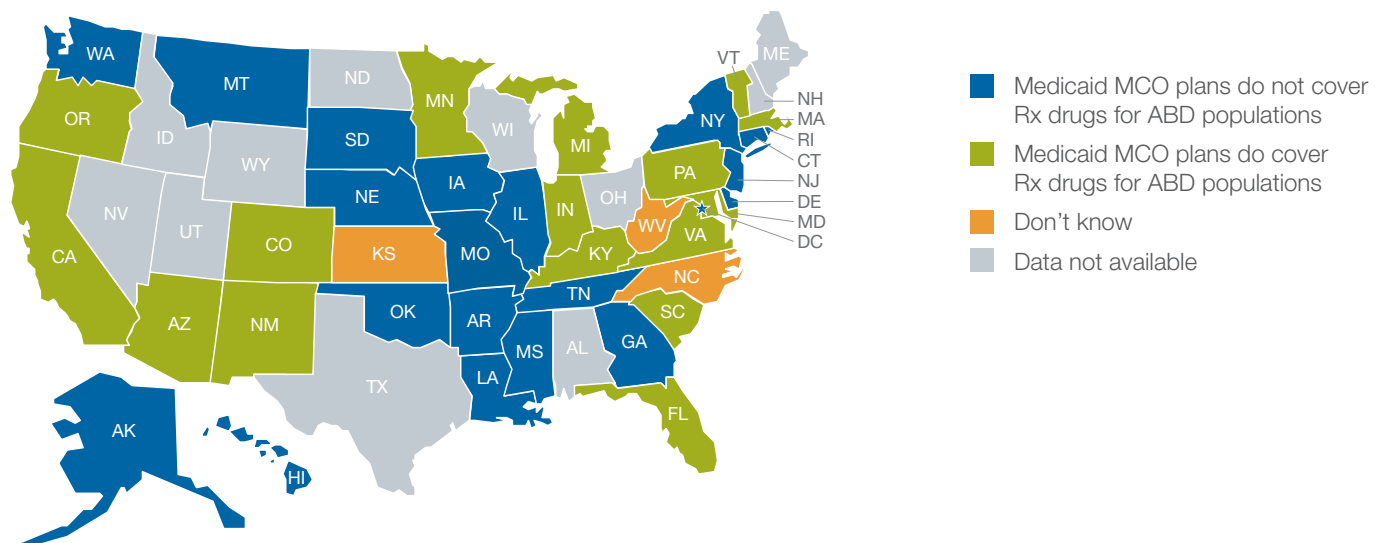 WA
MT
ND
MN
VT
ME
OR
ID
SD
WI
NY
NH
MA
MI
RI
WY
CT
NE
IA
PA
NJ
NV
UT
IL
IN
OH
DE
MD
CO
KS
MO
WV
VA
DC
CA
KY
NC
AZ
NM
OK
AR
TN
SC
MS
AL
GA
TX
LA
FL
AK
HI
Medicaid MCO plans do not cover
Rx drugs for ABD populations
Medicaid MCO plans do cover
Rx drugs for ABD populations
Don’t know
Data not available